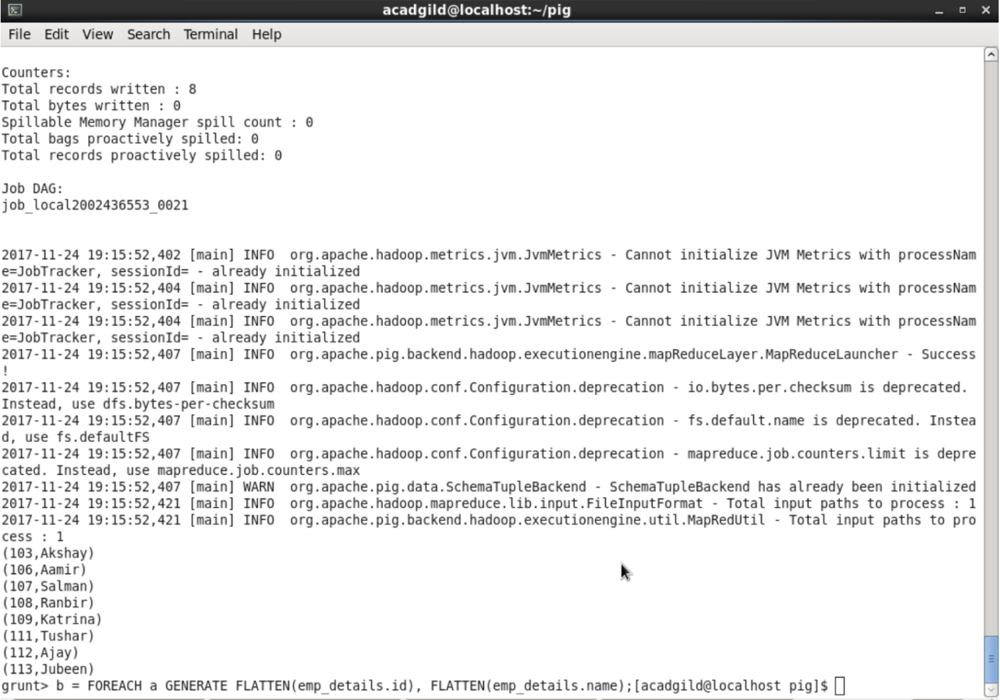 acadgild@localhost:~/pig
File Edit View Search Terminal Help
Counters:
Total records written : 8
Total bytes written : 0
Spillable Memory Manager spill count : 0
Total bags proactively spilled: 0
Total records proactively spilled: 0
Job DAG:
job_local2002436553_0021
2017-11-24 19:15:52,402 [main] INFO  org.apache.hadoop.metrics.jvm.JvmMetrics - Cannot initialize JVM Metrics with processNam
e=JobTracker, sessionId= - already initialized
2017-11-24 19:15:52,404 [main] INFO  org.apache.hadoop.metrics.jvm.JvmMetrics - Cannot initialize JVM Metrics with processNam
e=JobTracker, sessionId= - already initialized
2017-11-24 19:15:52,404 [main] INFO  org.apache.hadoop.metrics.jvm.JvmMetrics - Cannot initialize JVM Metrics with processNam
e=JobTracker, sessionId= - already initialized
2017-11-24 19:15:52,407 [main] INFO  org.apache.pig.backend.hadoop.executionengine.mapReduceLayer.MapReduceLauncher - Success
!
2017-11-24 19:15:52,407 [main] INFO  org.apache.hadoop.conf.Configuration.deprecation - io.bytes.per.checksum is deprecated.
Instead, use dfs.bytes-per-checksum
2017-11-24 19:15:52,407 [main] INFO  org.apache.hadoop.conf.Configuration.deprecation - fs.default.name is deprecated. Instea
d, use fs.defaultFS
2017-11-24 19:15:52,407 [main] INFO  org.apache.hadoop.conf.Configuration.deprecation - mapreduce.job.counters.limit is depre
cated. Instead, use mapreduce.job.counters.max
2017-11-24 19:15:52,407 [main] WARN  org.apache.pig.data.SchemaTupleBackend - SchemaTupleBackend has already been initialized
2017-11-24 19:15:52,421 [main] INFO  org.apache.hadoop.mapreduce.lib.input.FileInputFormat - Total input paths to process : 1
2017-11-24 19:15:52,421 [main] INFO  org.apache.pig.backend.hadoop.executionengine.util.MapRedUtil - Total input paths to pro
cess : 1
(103,Akshay)
(106,Aamir)
(107,Salman)
(108,Ranbir)
(109,Katrina)
(111,Tushar)
(112,Ajay)
(113,Jubeen)
grunt> b = FOREACH a GENERATE FLATTEN(emp_details.id), FLATTEN(emp_details.name);[acadgild@localhost pig]$